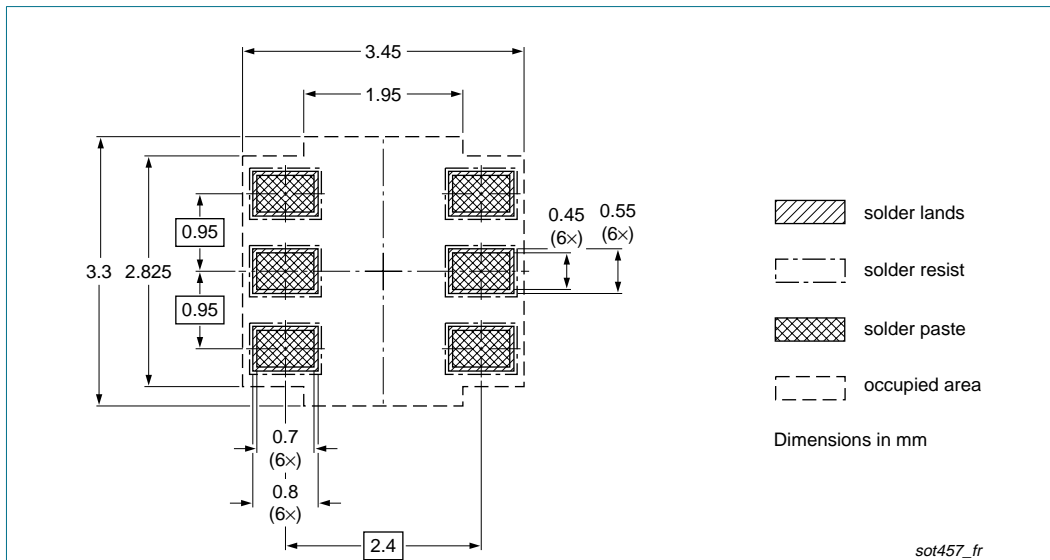 3.45
1.95
0.95
3.3
2.825
0.95
0.45
(6×)
0.55
(6×)
0.7
(6×)
0.8
(6×)
2.4
solder lands
solder resist
solder paste
occupied area
Dimensions in mm
sot457_fr